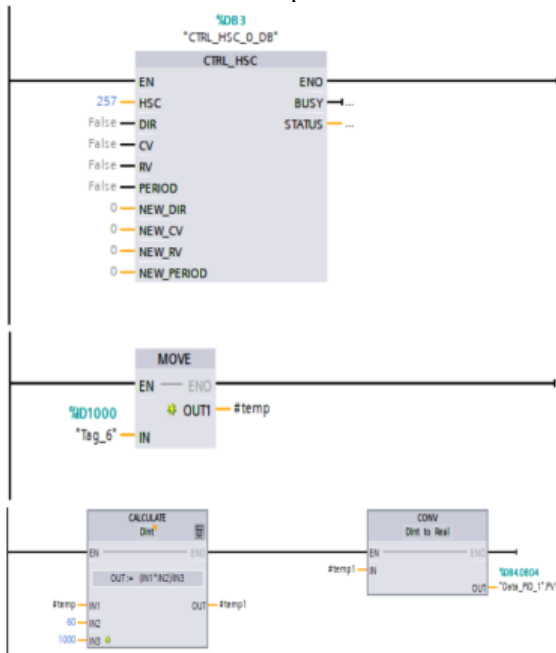 %DB3
"CTRL_HSC_0_DB"
CTRL_HSC
EN ENO
257 HSC BUSY ...
False DIR STATUS ...
False CV
False RV
False PERIOD
0 NEW_DIR
0 NEW_CV
0 NEW_RV
0 NEW_PERIOD
MOVE
EN ENO
%ID1000 OUT1 #temp
"Tag_6" IN
CALCULATE CONV
Dint Dint to Real
EN ENO EN ENO
OUT := (IN1*IN2)/IN3 #temp1 IN
%DB4.DBD4
#temp IN1 OUT #temp1 OUT "Data_PID_1".PV1
60 IN2
1000 IN3